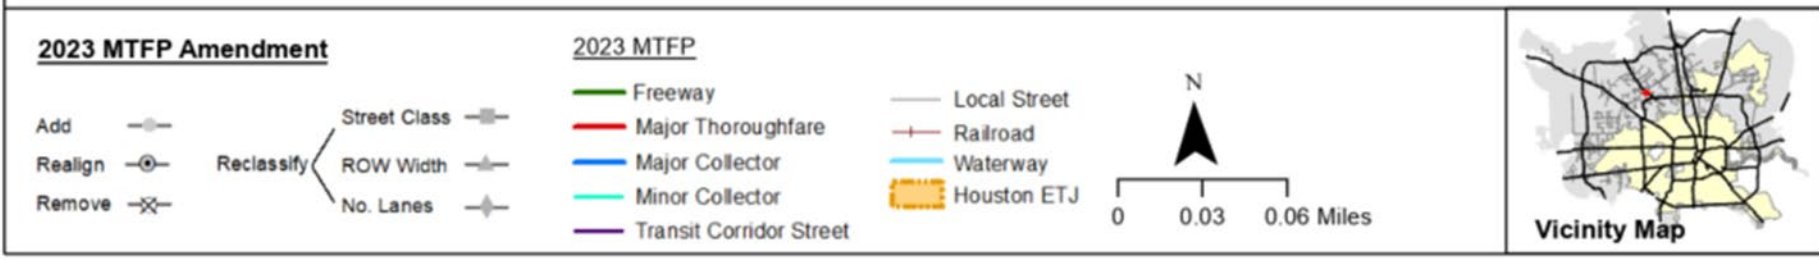 2023 MTFP Amendment
Add
Realign
Remove
Reclassify
Street Class
ROW Width
No. Lanes
2023 MTFP
Freeway
Major Thoroughfare
Major Collector
Minor Collector
Transit Corridor Street
Local Street
Railroad
Waterway
Houston ETJ
N
0 0.03 0.06 Miles
Vicinity Map